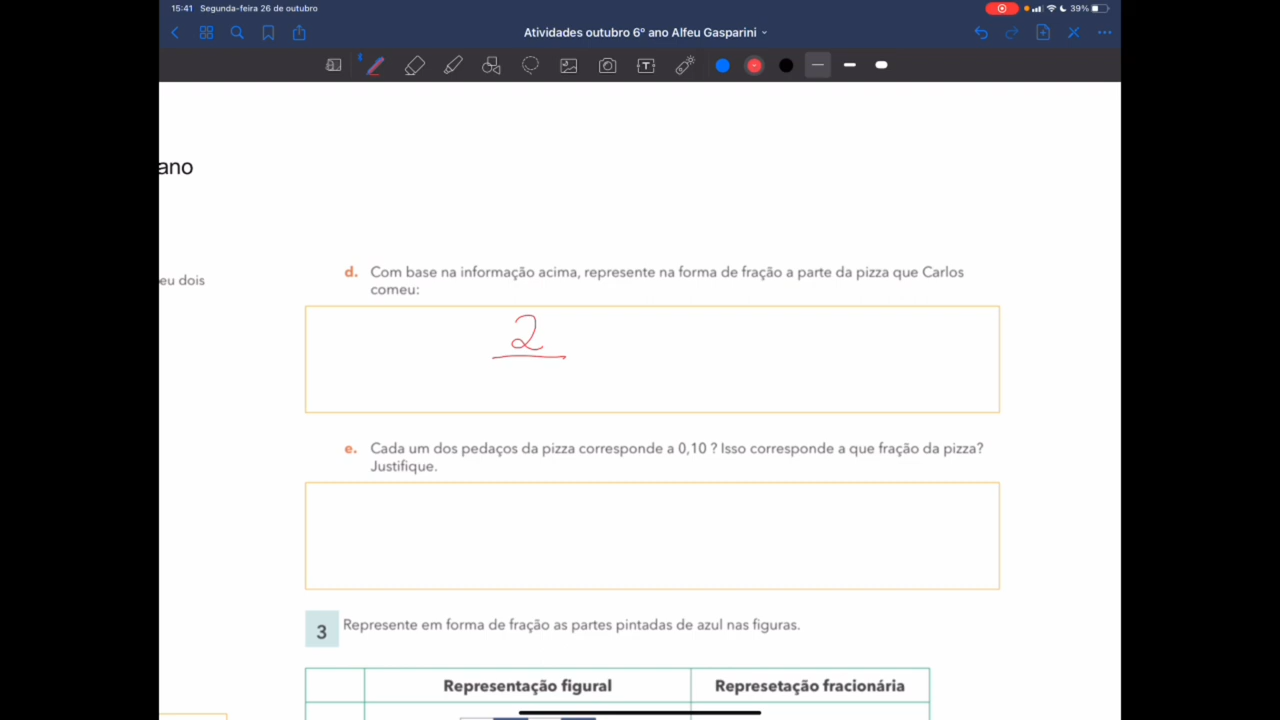 15:41 Segunda-feira 26 de outubro
39%
Atividades outubro 6º ano Alfeu Gasparini
T
ano
eu dois
d. Com base na informação acima, represente na forma de fração a parte da pizza que Carlos
comeu:
2
e. Cada um dos pedaços da pizza corresponde a 0,10 ? Isso corresponde a que fração da pizza?
Justifique.
3 Represente em forma de fração as partes pintadas de azul nas figuras.
Representação figural
Represetação fracionária